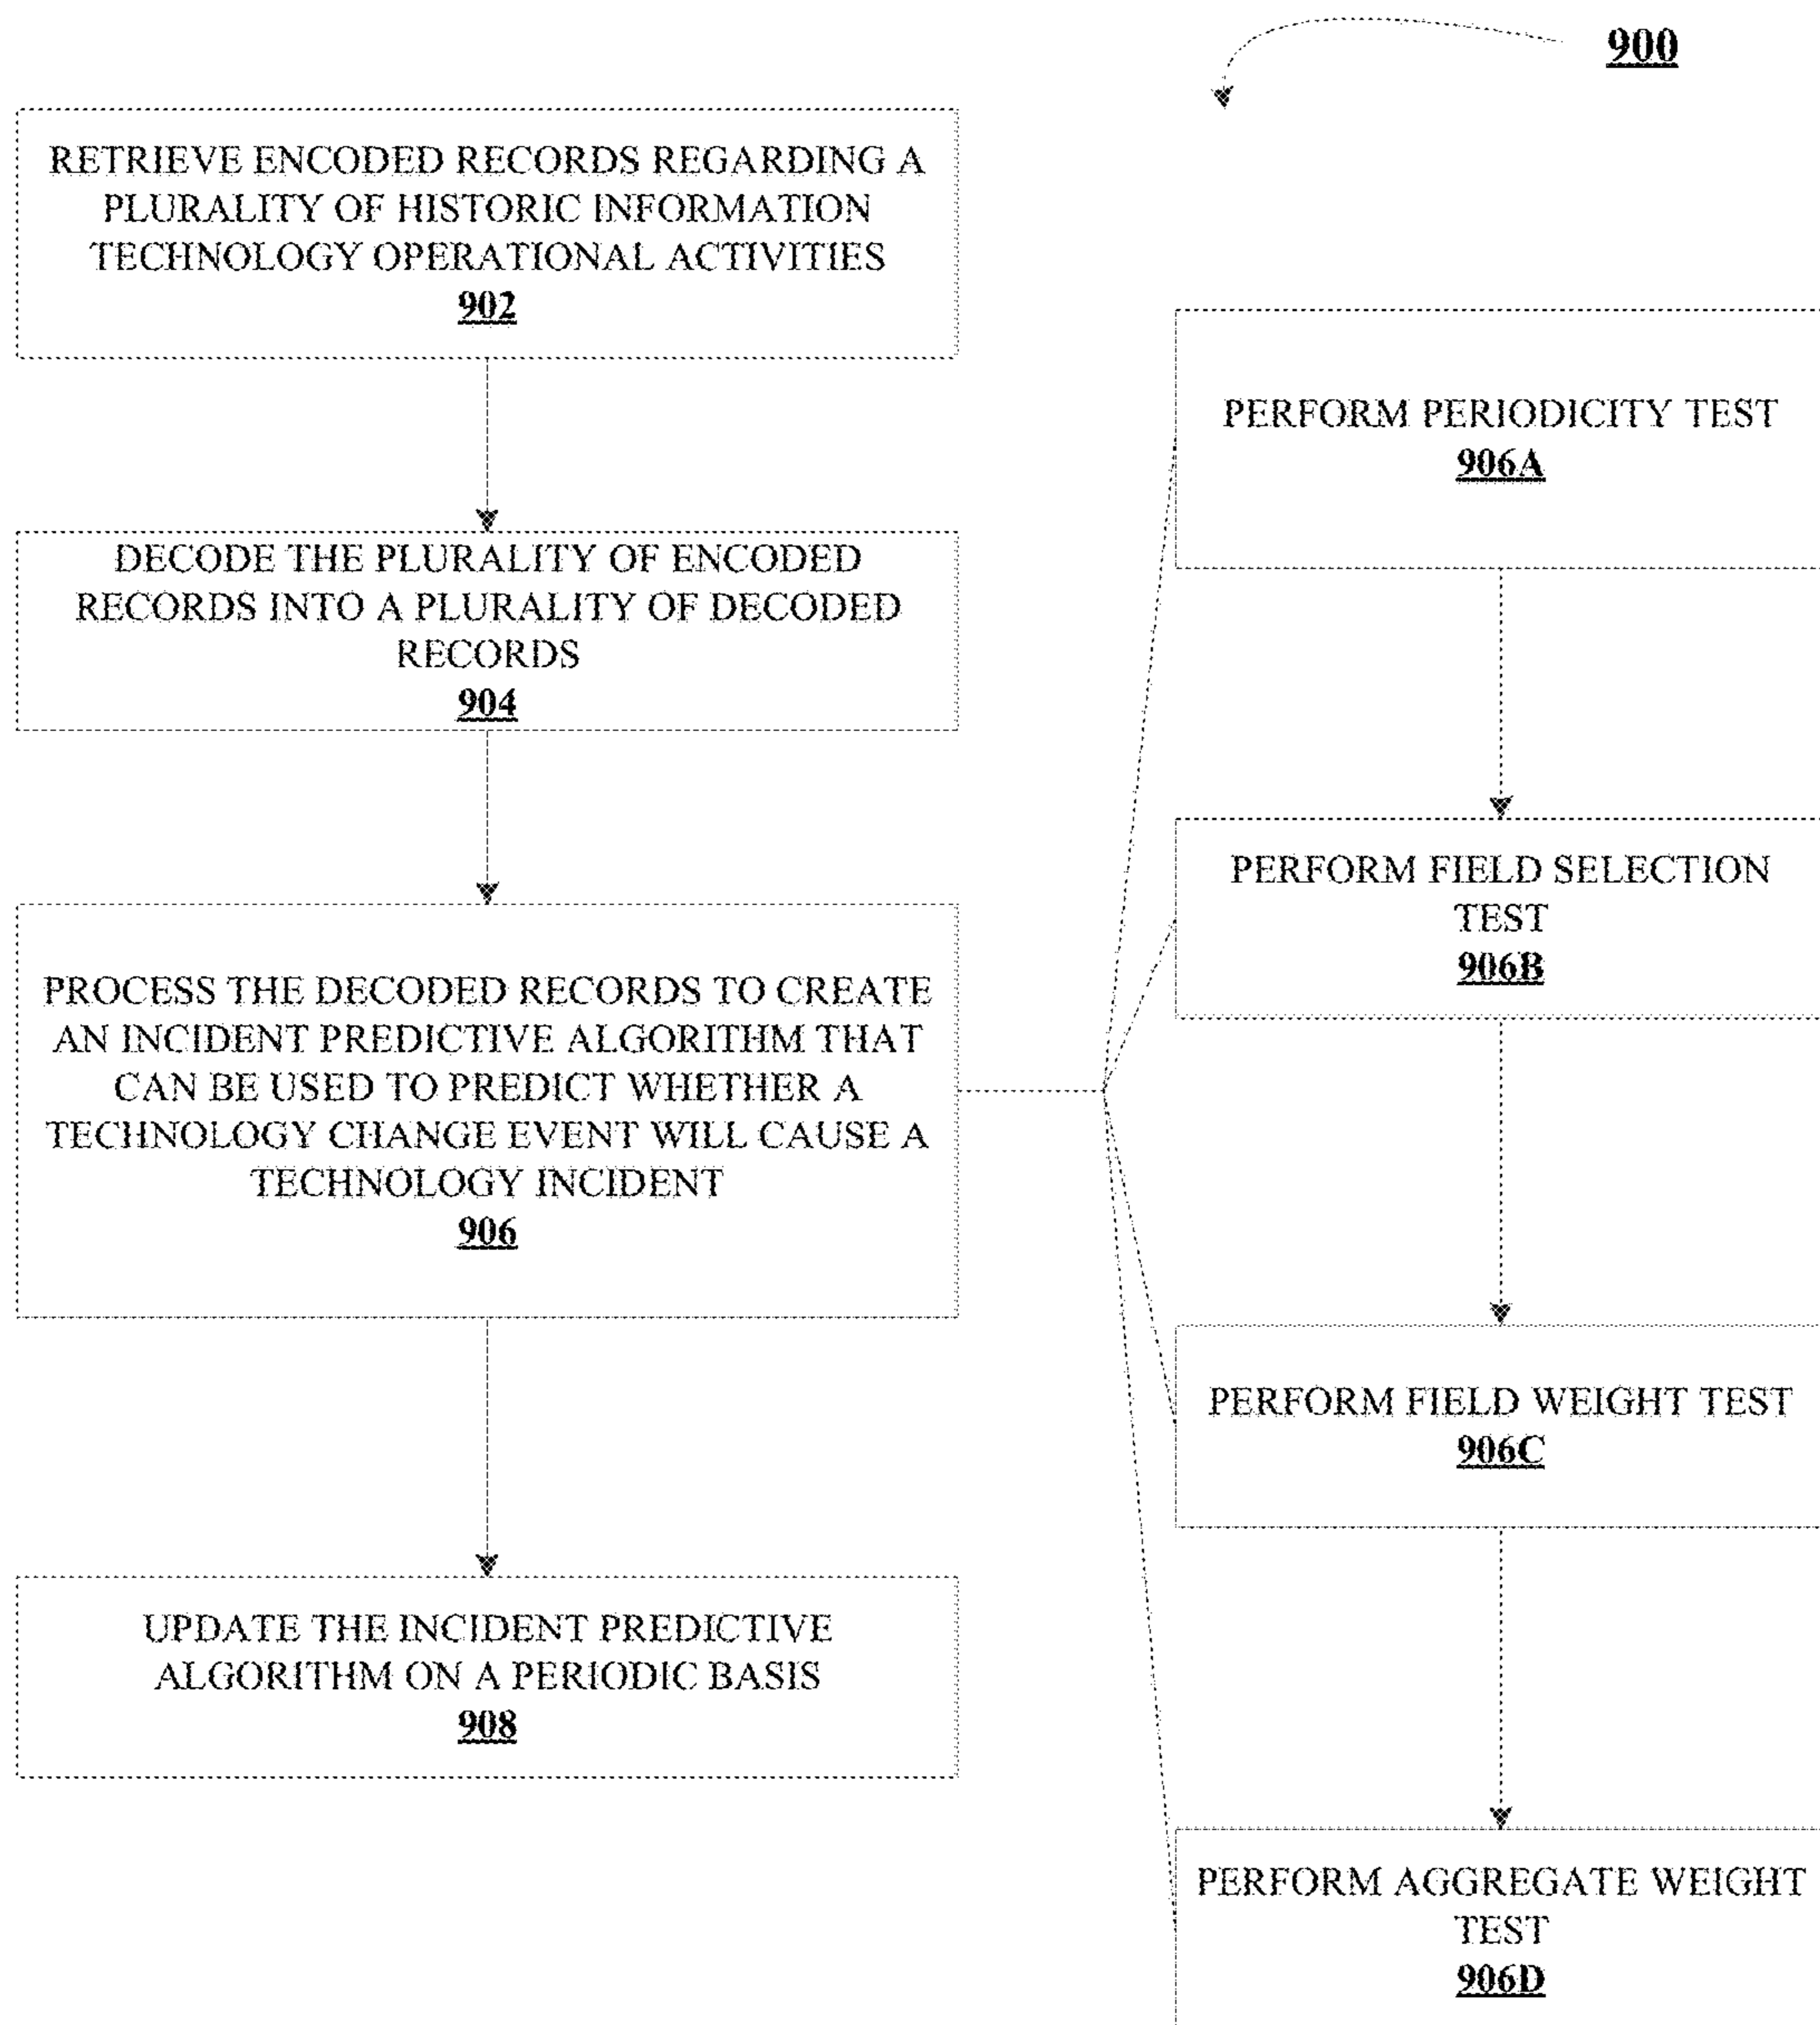 900
RETRIEVE ENCODED RECORDS REGARDING A
PLURALITY OF HISTORIC INFORMATION
TECHNOLOGY OPERATIONAL ACTIVITIES
902
DECODE THE PLURALITY OF ENCODED
RECORDS INTO A PLURALITY OF DECODED
RECORDS
904
PROCESS THE DECODED RECORDS TO CREATE
AN INCIDENT PREDICTIVE ALGORITHM THAT
CAN BE USED TO PREDICT WHETHER A
TECHNOLOGY CHANGE EVENT WILL CAUSE A
TECHNOLOGY INCIDENT
906
UPDATE THE INCIDENT PREDICTIVE
ALGORITHM ON A PERIODIC BASIS
908
PERFORM PERIODICITY TEST
906A
PERFORM FIELD SELECTION
TEST
906B
PERFORM FIELD WEIGHT TEST
906C
PERFORM AGGREGATE WEIGHT
TEST
906D